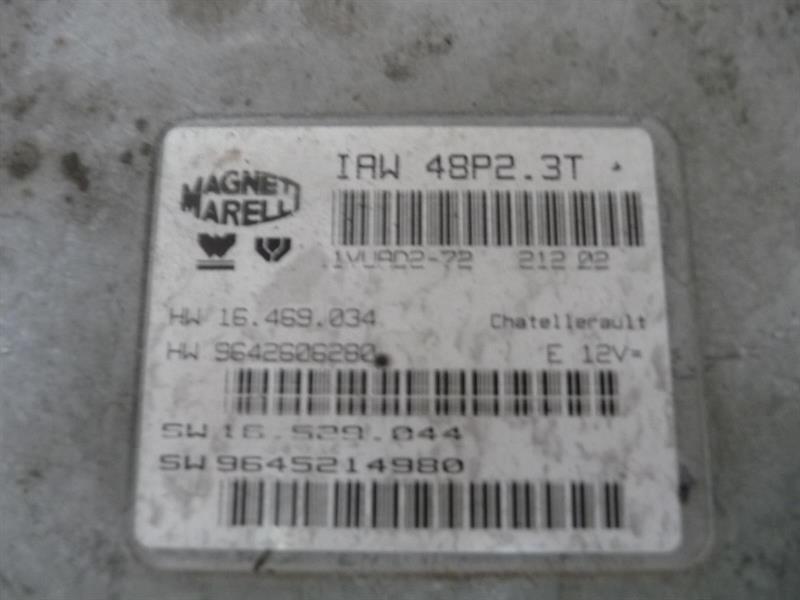 IAW 48P2.3T
MAGNETI
MARELLI
1VUAD2-72 212 02
HW 16.469.034 Chatellerault
HW 9642606280 E 12V=
SW 16.529.044
SW 9645214980